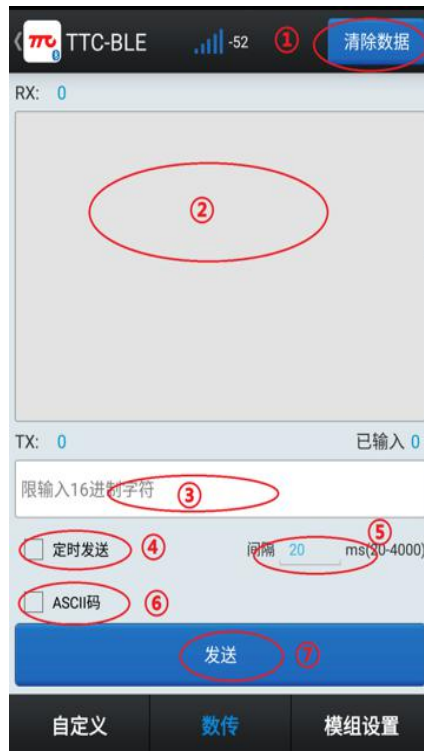 TTC TTC-BLE -52 ① 清除数据
RX: 0
②
TX: 0 已输入 0
限输入16进制字符 ③
⑤
定时发送 ④ 间隔 20 ms(20-4000)
ASCII码 ⑥
发送 ⑦
自定义 数传 模组设置